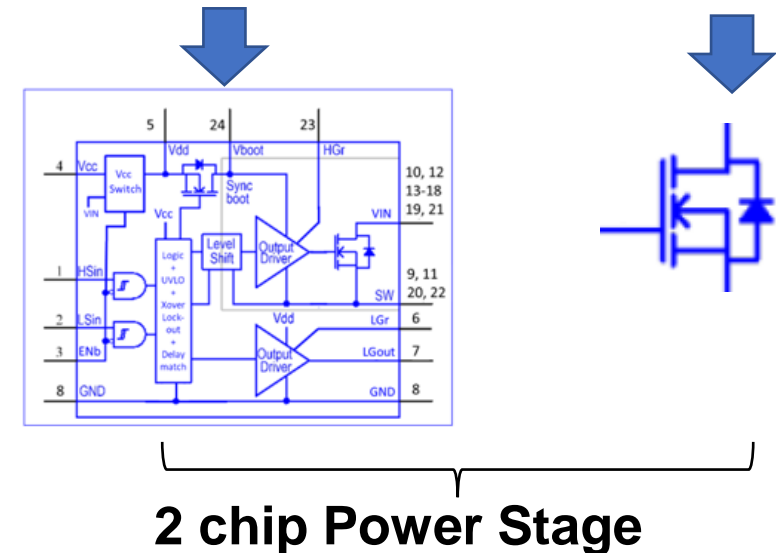 5 24 23
Vdd Vboot HGr
4 Vcc
Vcc
Switch
VIN
Sync
boot
10, 12
13-18
19, 21
VIN
Vcc
Level
Shift
Output
Driver
Logic
+
UVLO
+
Xover
Lock-
out
+
Delay
match
1 HSin
9, 11
SW
20, 22
2 LSin
Vdd
LGr 6
3 ENb
Output
Driver
LGout 7
8 GND
GND 8
2 chip Power Stage